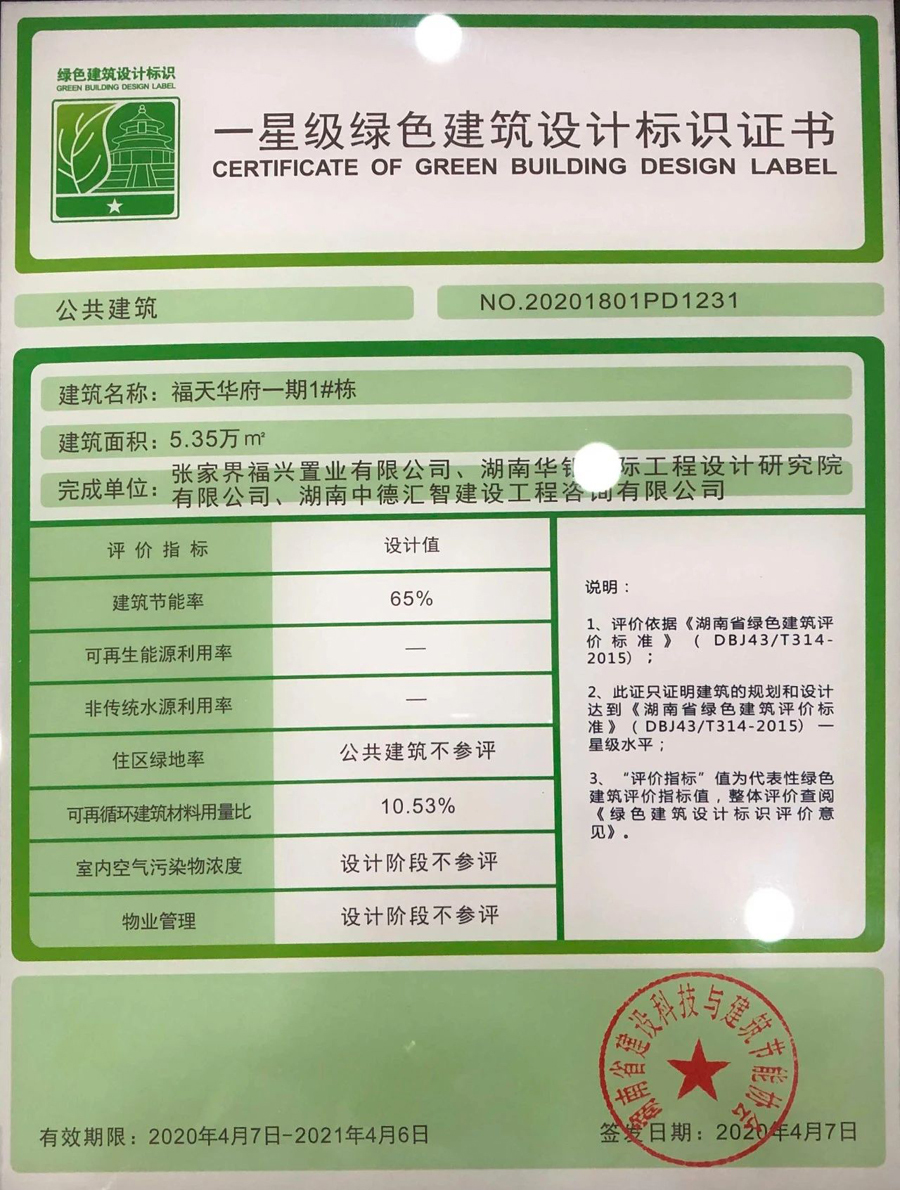 绿色建筑设计标识
GREEN BUILDING DESIGN LABEL
一星级绿色建筑设计标识证书
CERTIFICATE OF GREEN BUILDING DESIGN LABEL
公共建筑
NO.20201801PD1231
建筑名称：福天华府一期1#栋
建筑面积：5.35万㎡
完成单位：张家界福兴置业有限公司、湖南华 际工程设计研究院
有限公司、湖南中德汇智建设工程咨询有限公司
评价指标 设计值
建筑节能率 65%
可再生能源利用率 —
非传统水源利用率 —
住区绿地率 公共建筑不参评
可再循环建筑材料用量比 10.53%
室内空气污染物浓度 设计阶段不参评
物业管理 设计阶段不参评
说明：
1、评价依据《湖南省绿色建筑评
价标准》（DBJ43/T314-
2015）；
2、此证只证明建筑的规划和设计
达到《湖南省绿色建筑评价标
准》（DBJ43/T314-2015）一
星级水平；
3、“评价指标”值为代表性绿色
建筑评价指标值，整体评价查阅
《绿色建筑设计标识评价意
见》。
湖南省建设科技与建筑节能协会
有效期限：2020年4月7日-2021年4月6日
签发日期：2020年4月7日